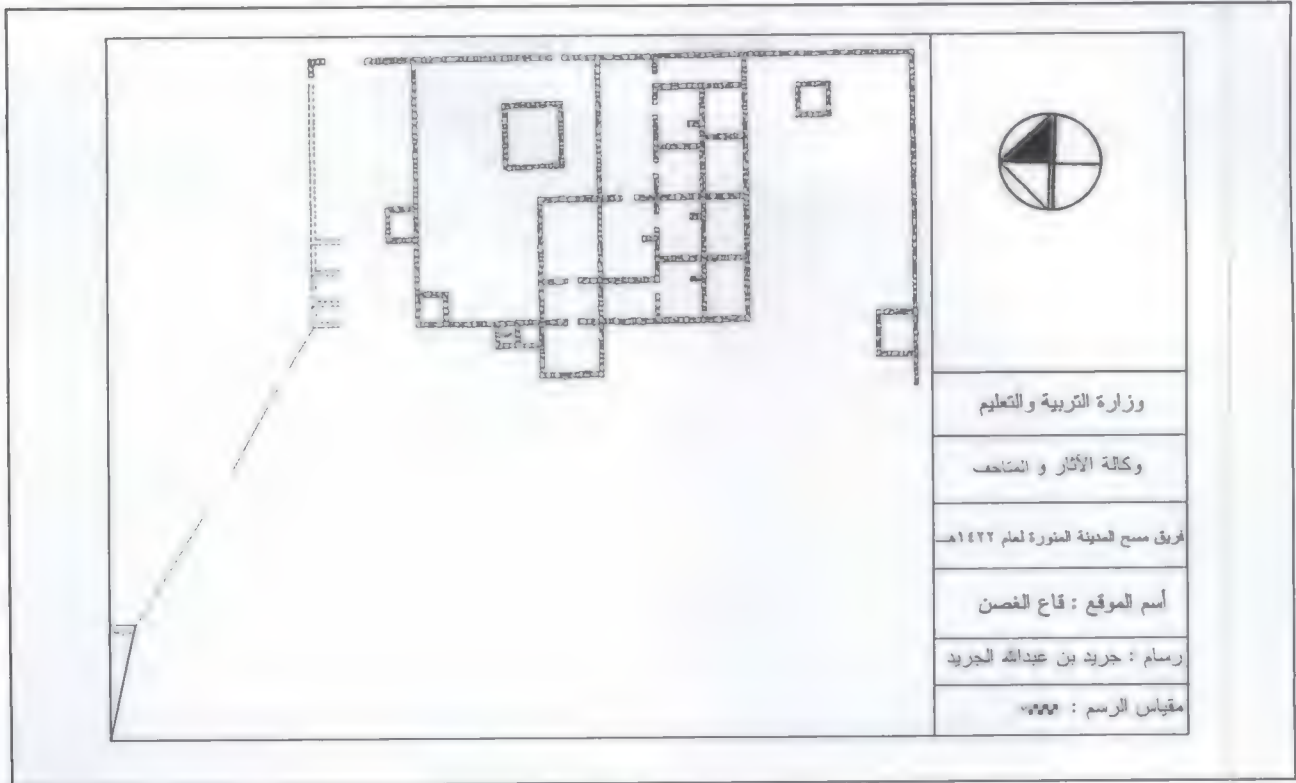 وزارة التربية والتعليم
وكالة الأثار و المتاحف
فريق مسح المدينة المنورة لعام ١٤٢٢هـ
أسم الموقع : قاع الغصن
رسام : جريد بن عبدالله الجريد
مقياس الرسم :